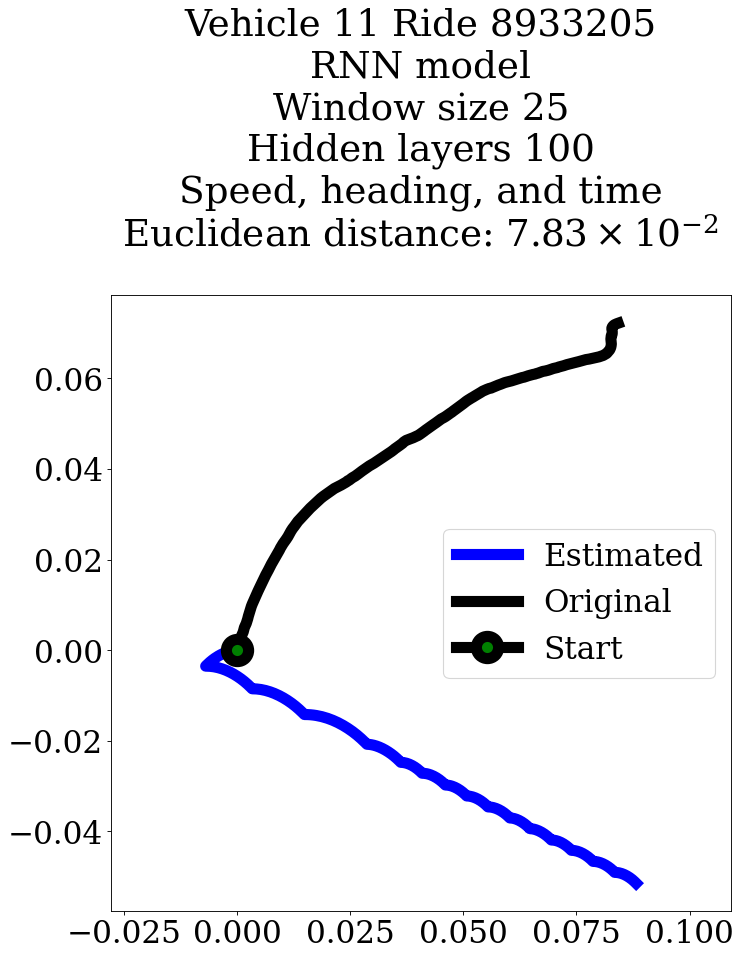 Vehicle 11 Ride 8933205
RNN model
Window size 25
Hidden layers 100
Speed, heading, and time
Euclidean distance: 7.83 × 10⁻²
0.06
0.04
0.02
0.00
−0.02
−0.04
Estimated
Original
Start
−0.025 0.000 0.025 0.050 0.075 0.100